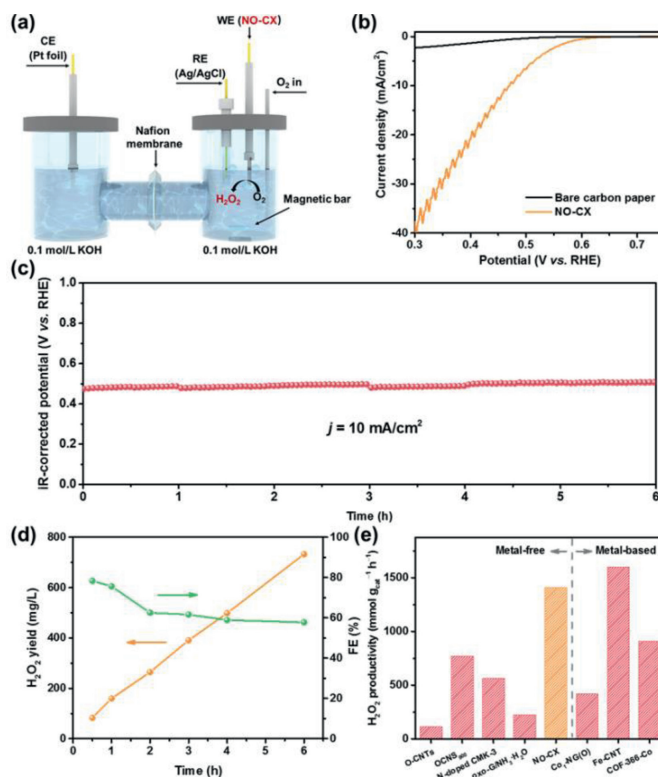 (a)
WE (NO-CX)
CE
(Pt foil)
RE
(Ag/AgCl)
O₂ in
Nafion
membrane
H₂O₂
O₂
Magnetic bar
0.1 mol/L KOH
0.1 mol/L KOH
(b)
Current density (mA/cm²)
0
-10
-20
-30
-40
Bare carbon paper
NO-CX
0.3
0.4
0.5
0.6
0.7
Potential (V vs. RHE)
(c)
iR-corrected potential (V vs. RHE)
1.0
0.8
0.6
0.4
0.2
0.0
j = 10 mA/cm²
0
1
2
3
4
5
6
Time (h)
(d)
H₂O₂ yield (mg/L)
800
600
400
200
0
100
80
60
40
20
0
FE (%)
0
1
2
3
4
5
6
Time (h)
(e)
H₂O₂ productivity (mmol g_cat⁻¹ h⁻¹)
1500
1000
500
0
Metal-free
Metal-based
O-CNTs
N-doped CMK-3
NO-CX
Co₁-NG(O)
Fe-CNT
COF-366-Co